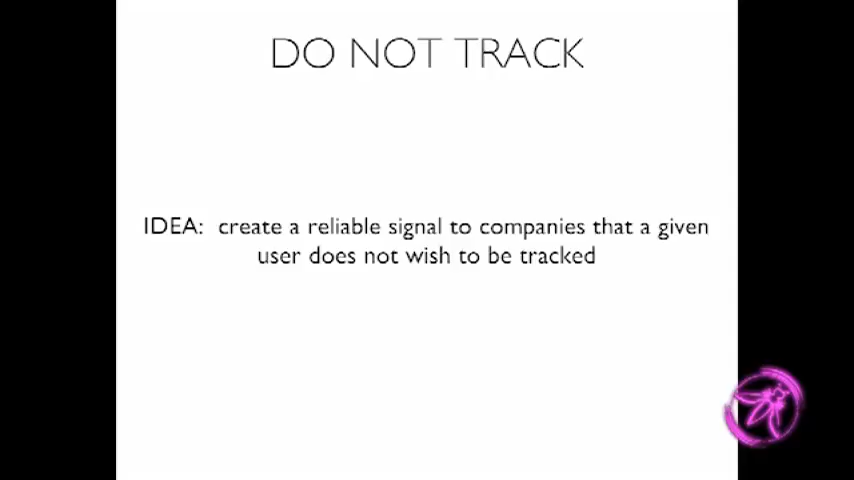 DO NOT TRACK
IDEA: create a reliable signal to companies that a given
user does not wish to be tracked